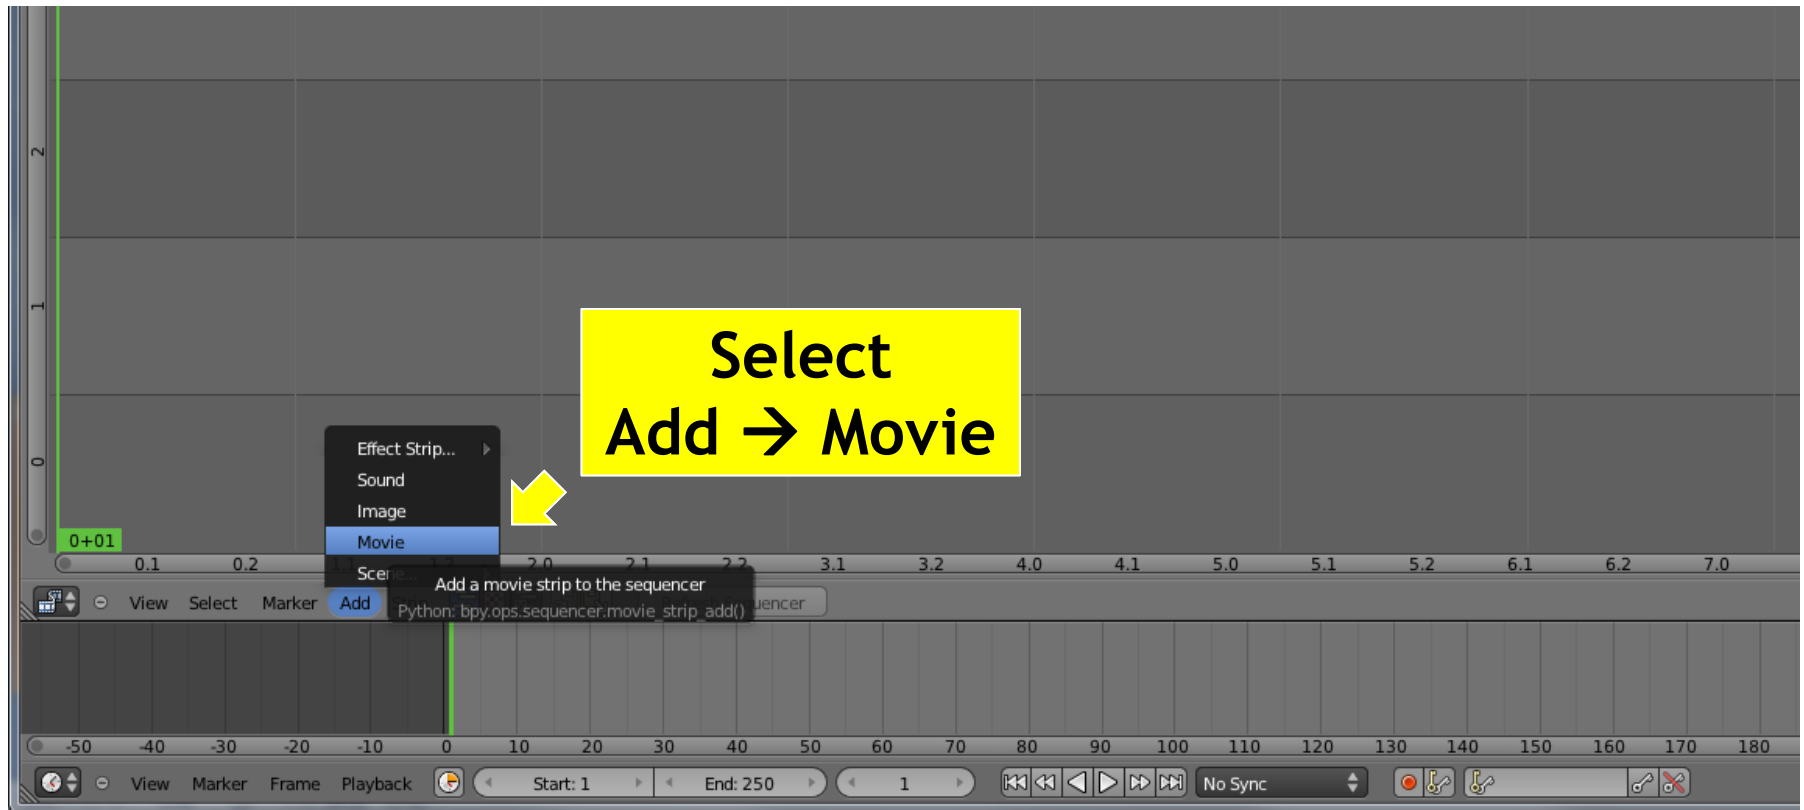 2
1
0
Select
Add → Movie
Effect Strip...
Sound
Image
Movie
0+01
0.1 0.2 2.0 2.1 2.2 3.1 3.2 4.0 4.1 5.0 5.1 5.2 6.1 6.2 7.0
Scene...
Add a movie strip to the sequencer
Python: bpy.ops.sequencer.movie_strip_add()
View Select Marker Add
-50 -40 -30 -20 -10 0 10 20 30 40 50 60 70 80 90 100 110 120 130 140 150 160 170 180
View Marker Frame Playback Start: 1 End: 250 1 No Sync